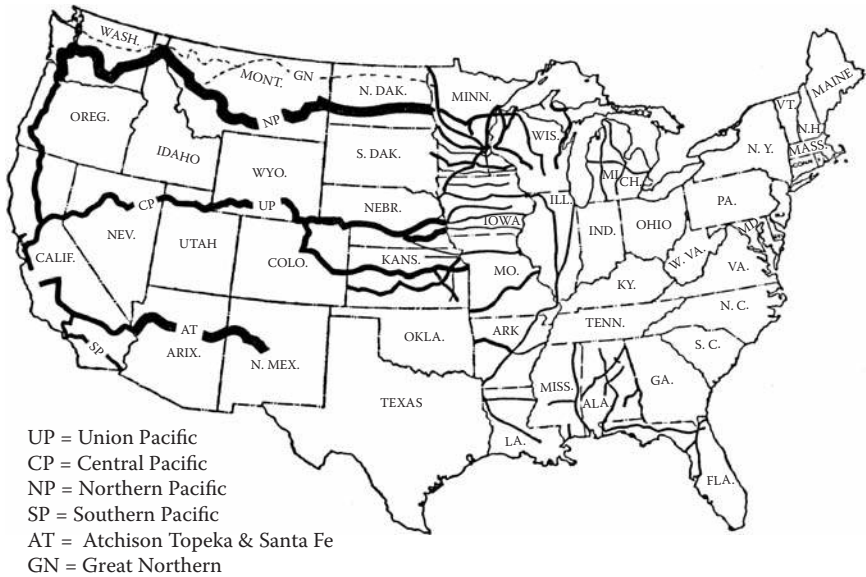 WASH.
MONT.
GN
N. DAK.
MINN.
MAINE
VT.
N.H.
OREG.
NP
WIS.
N. Y.
MASS.
CONN.
IDAHO
S. DAK.
WYO.
MI
CH.
CP
UP
NEBR.
IOWA
ILL.
PA.
NEV.
UTAH
IND.
OHIO
MD.
CALIF.
COLO.
KANS.
MO.
W. VA.
VA.
KY.
AT
ARIX.
SP
N. MEX.
OKLA.
ARK
TENN.
N. C.
S. C.
TEXAS
MISS.
ALA.
GA.
LA.
FLA.
UP = Union Pacific
CP = Central Pacific
NP = Northern Pacific
SP = Southern Pacific
AT = Atchison Topeka & Santa Fe
GN = Great Northern